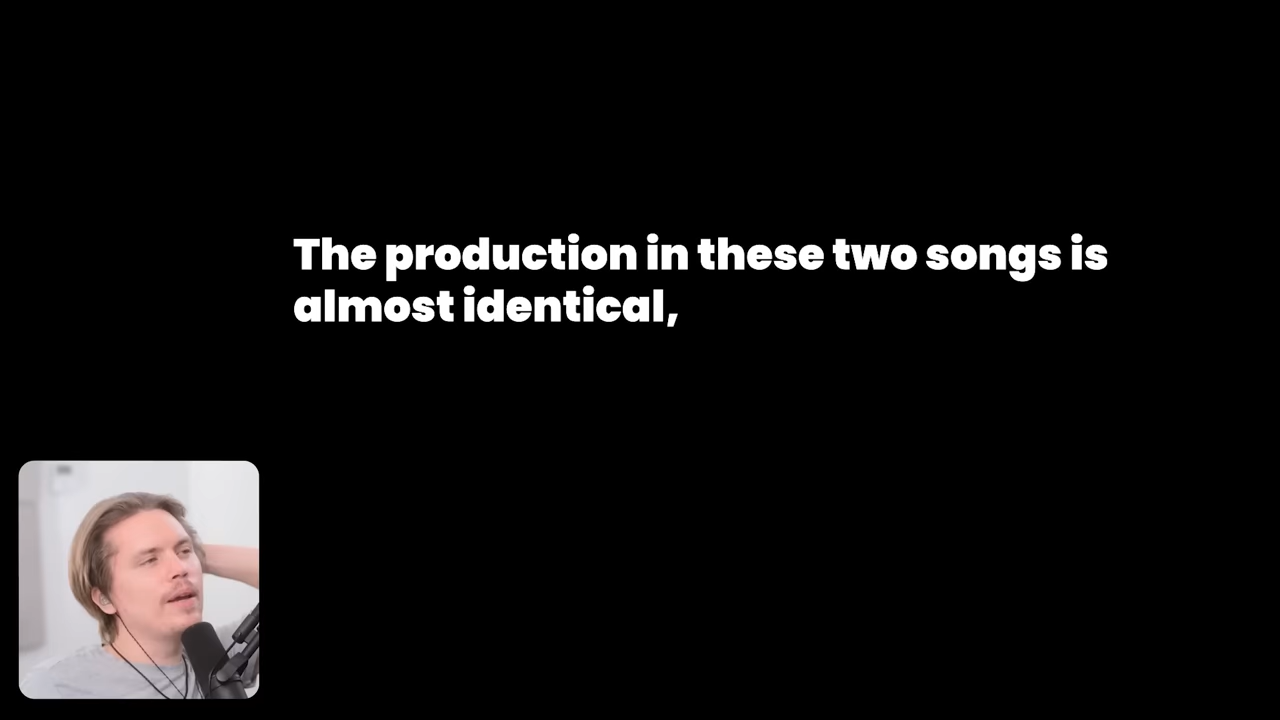 The production in these two songs is
almost identical,